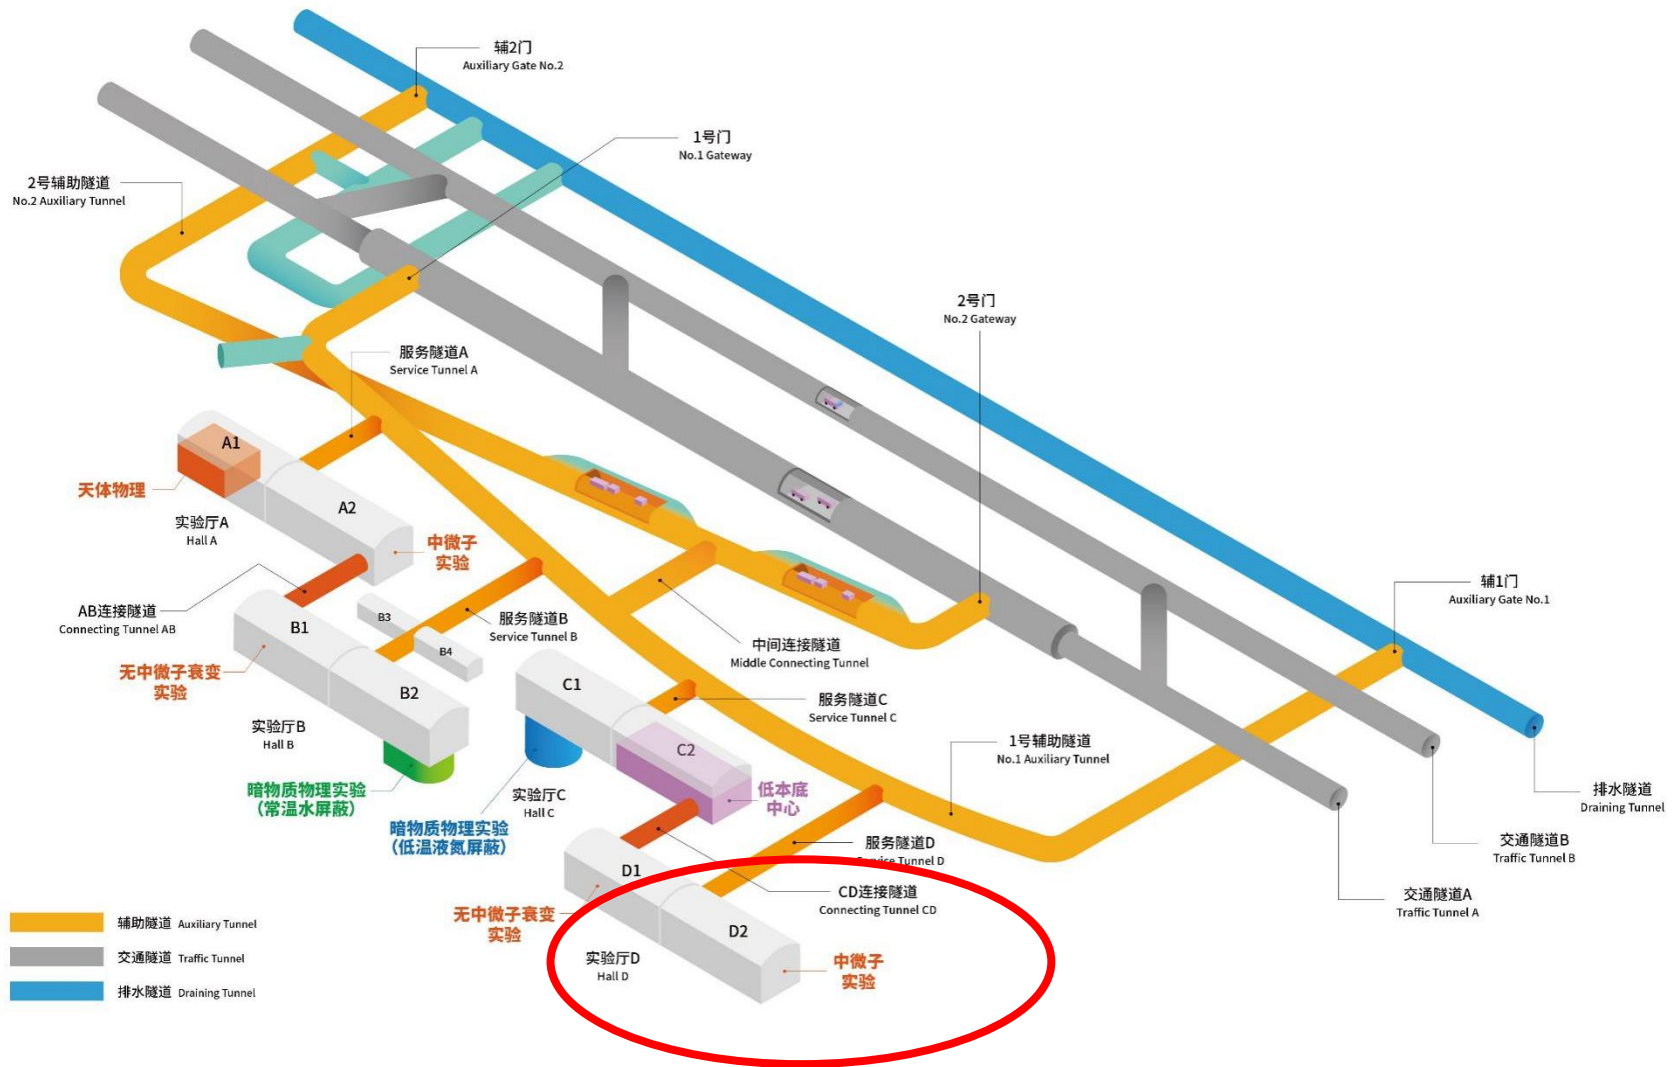 辅2门
Auxiliary Gate No.2
1号门
No.1 Gateway
2号辅助隧道
No.2 Auxiliary Tunnel
2号门
No.2 Gateway
服务隧道A
Service Tunnel A
A1
天体物理
A2
实验厅A
Hall A
中微子
实验
辅1门
Auxiliary Gate No.1
AB连接隧道
Connecting Tunnel AB
B1
B3
B4
服务隧道B
Service Tunnel B
中间连接隧道
Middle Connecting Tunnel
无中微子衰变
实验
B2
C1
服务隧道C
Service Tunnel C
实验厅B
Hall B
C2
1号辅助隧道
No.1 Auxiliary Tunnel
暗物质物理实验
（常温水屏蔽）
实验厅C
Hall C
低本底
中心
排水隧道
Draining Tunnel
暗物质物理实验
（低温液氮屏蔽）
服务隧道D
Service Tunnel D
交通隧道B
Traffic Tunnel B
D1
CD连接隧道
Connecting Tunnel CD
交通隧道A
Traffic Tunnel A
无中微子衰变
实验
D2
实验厅D
Hall D
中微子
实验
辅助隧道 Auxiliary Tunnel
交通隧道 Traffic Tunnel
排水隧道 Draining Tunnel